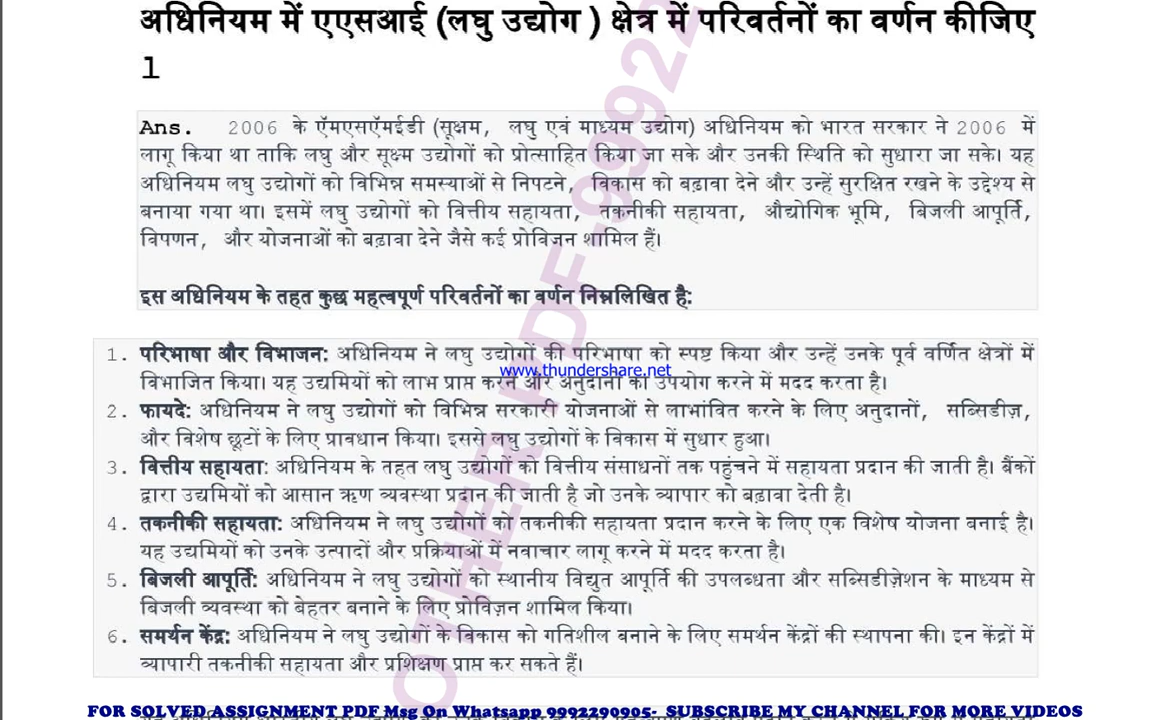 अधिनियम में एएसआई (लघु उद्योग ) क्षेत्र में परिवर्तनों का वर्णन कीजिए
1
Ans. 2006 के ऍमएसऍमईडी (सूक्षम, लघु एवं माध्यम उद्योग) अधिनियम को भारत सरकार ने 2006 में
लागू किया था ताकि लघु और सूक्ष्म उद्योगों को प्रोत्साहित किया जा सके और उनकी स्थिति को सुधारा जा सके। यह
अधिनियम लघु उद्योगों को विभिन्न समस्याओं से निपटने, विकास को बढ़ावा देने और उन्हें सुरक्षित रखने के उद्देश्य से
बनाया गया था। इसमें लघु उद्योगों को वित्तीय सहायता, तकनीकी सहायता, औद्योगिक भूमि, बिजली आपूर्ति,
विपणन, और योजनाओं को बढ़ावा देने जैसे कई प्रोविज़न शामिल हैं।
इस अधिनियम के तहत कुछ महत्वपूर्ण परिवर्तनों का वर्णन निम्नलिखित है:
1. परिभाषा और विभाजन: अधिनियम ने लघु उद्योगों की परिभाषा को स्पष्ट किया और उन्हें उनके पूर्व वर्णित क्षेत्रों में
www.thundershare.net
विभाजित किया। यह उद्यमियों को लाभ प्राप्त करने और अनुदानों का उपयोग करने में मदद करता है।
2. फायदे: अधिनियम ने लघु उद्योगों को विभिन्न सरकारी योजनाओं से लाभांवित करने के लिए अनुदानों, सब्सिडीज़,
और विशेष छूटों के लिए प्रावधान किया। इससे लघु उद्योगों के विकास में सुधार हुआ।
3. वित्तीय सहायता: अधिनियम के तहत लघु उद्योगों को वित्तीय संसाधनों तक पहुंचने में सहायता प्रदान की जाती है। बैंकों
द्वारा उद्यमियों को आसान ऋण व्यवस्था प्रदान की जाती है जो उनके व्यापार को बढ़ावा देती है।
4. तकनीकी सहायता: अधिनियम ने लघु उद्योगों को तकनीकी सहायता प्रदान करने के लिए एक विशेष योजना बनाई है।
यह उद्यमियों को उनके उत्पादों और प्रक्रियाओं में नवाचार लागू करने में मदद करता है।
5. बिजली आपूर्ति: अधिनियम ने लघु उद्योगों को स्थानीय विद्युत आपूर्ति की उपलब्धता और सब्सिडीज़ेशन के माध्यम से
बिजली व्यवस्था को बेहतर बनाने के लिए प्रोविज़न शामिल किया।
6. समर्थन केंद्र: अधिनियम ने लघु उद्योगों के विकास को गतिशील बनाने के लिए समर्थन केंद्रों की स्थापना की। इन केंद्रों में
व्यापारी तकनीकी सहायता और प्रशिक्षण प्राप्त कर सकते हैं।
OTHER PDF-99922
FOR SOLVED ASSIGNMENT PDF Msg On Whatsapp 9992290905- SUBSCRIBE MY CHANNEL FOR MORE VIDEOS